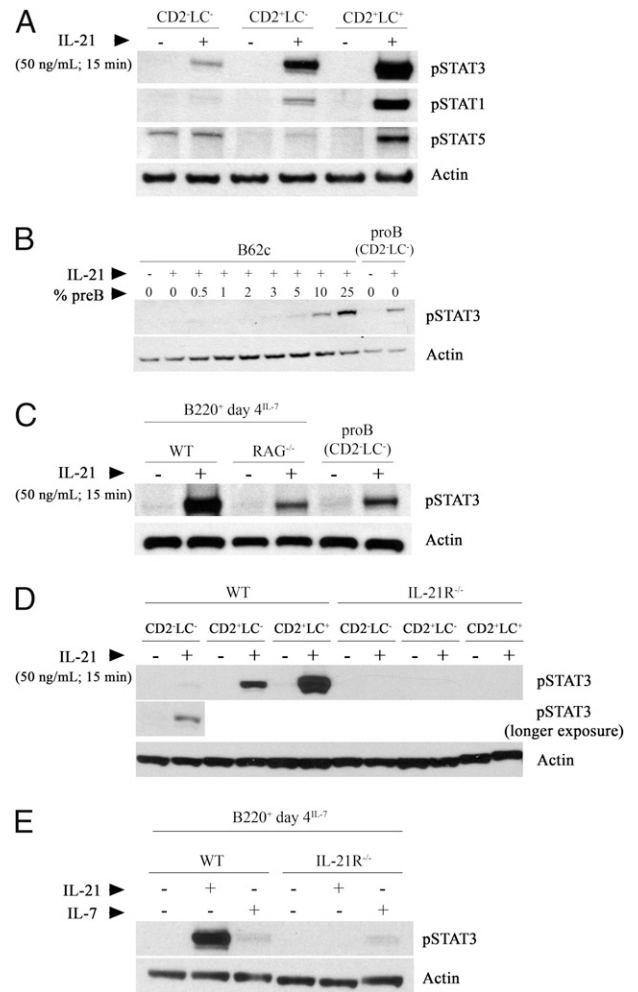 A
CD2⁻LC⁻ CD2⁺LC⁻ CD2⁺LC⁺
IL-21 ► - + - + - +
(50 ng/mL; 15 min)
pSTAT3
pSTAT1
pSTAT5
Actin
B
B62c proB (CD2⁻LC⁻)
IL-21 ► - + + + + + + + + - +
% preB ► 0 0 0.5 1 2 3 5 10 25 0 0
pSTAT3
Actin
C
B220⁺ day 4ᴵᴸ⁻⁷
WT RAG⁻/⁻ proB (CD2⁻LC⁻)
IL-21 ► - + - + - +
(50 ng/mL; 15 min)
pSTAT3
Actin
D
WT IL-21R⁻/⁻
CD2⁻LC⁻ CD2⁺LC⁻ CD2⁺LC⁺ CD2⁻LC⁻ CD2⁺LC⁻ CD2⁺LC⁺
IL-21 ► - + - + - + - + - + - +
(50 ng/mL; 15 min)
pSTAT3
pSTAT3
(longer exposure)
Actin
E
B220⁺ day 4ᴵᴸ⁻⁷
WT IL-21R⁻/⁻
IL-21 ► - + - - + -
IL-7 ► - - + - - +
pSTAT3
Actin